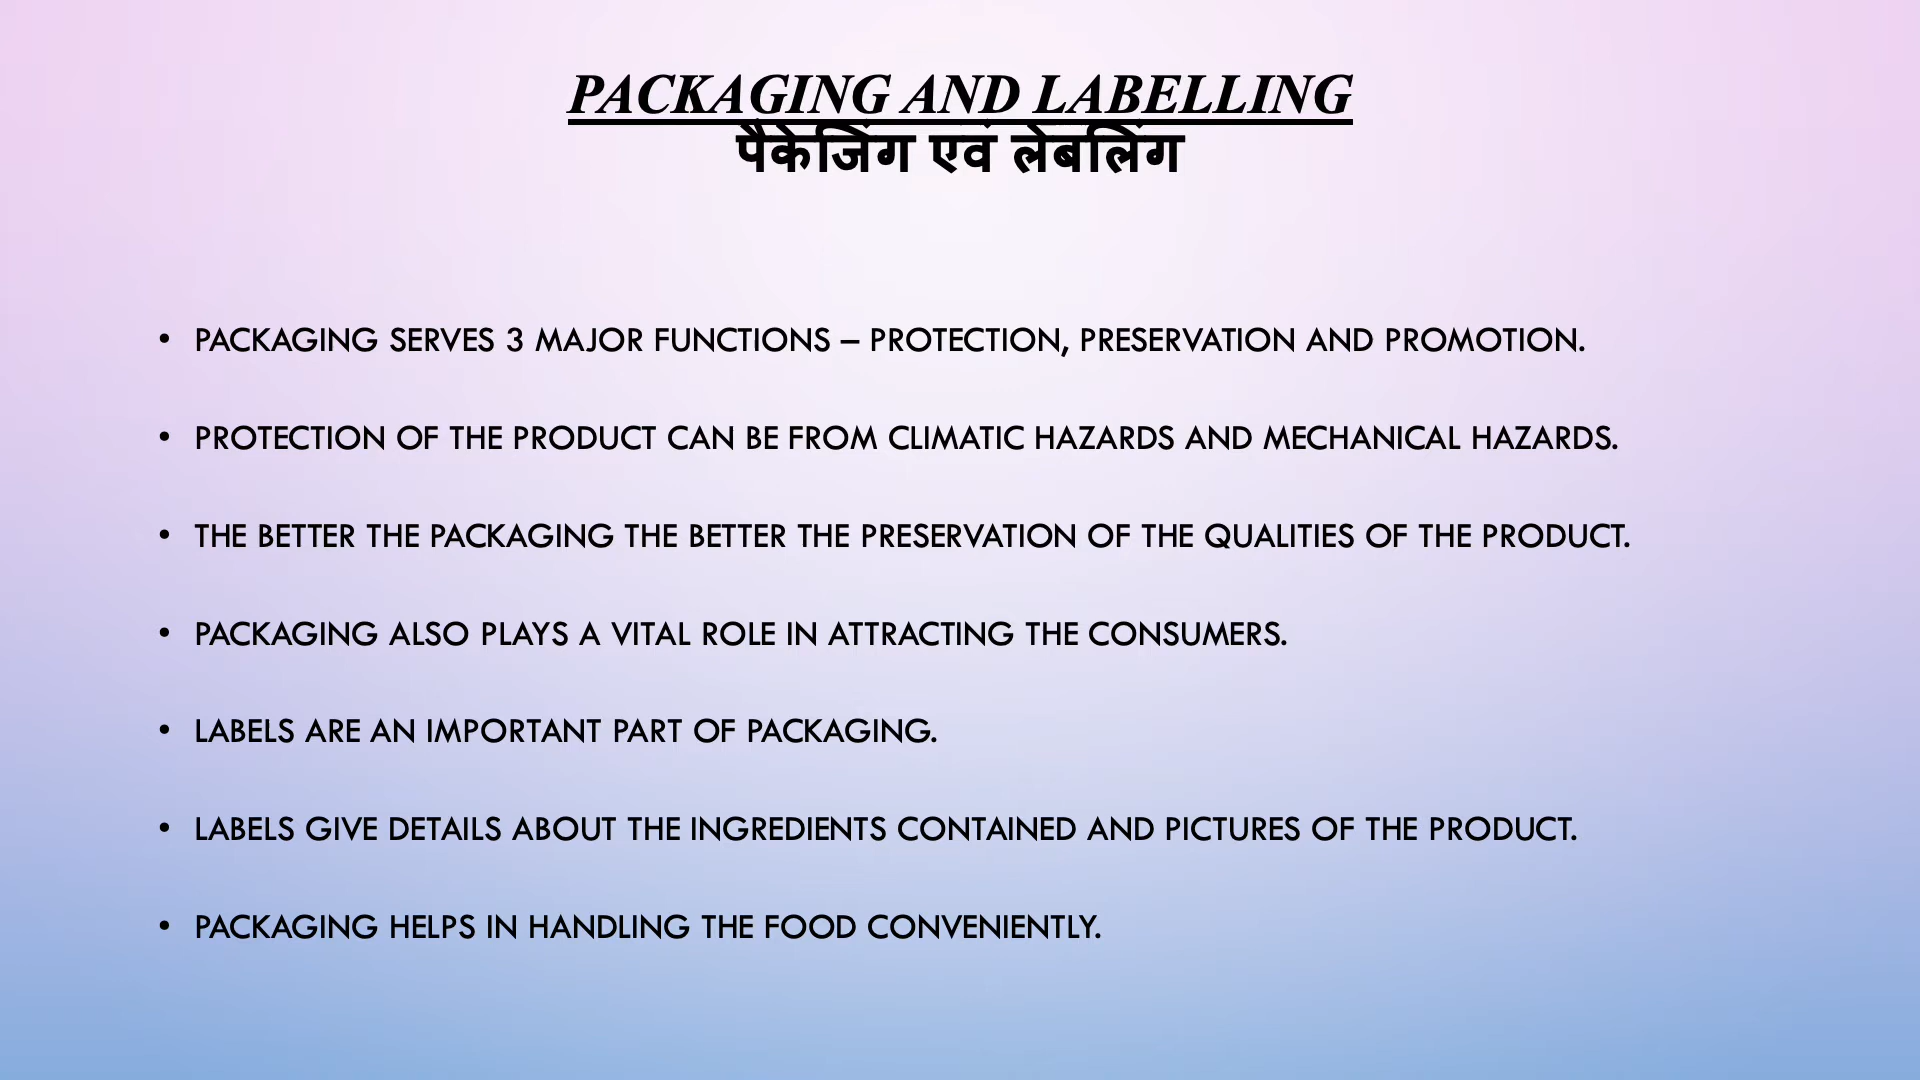 PACKAGING AND LABELLING
पैकेजिंग एवं लेबलिंग
• PACKAGING SERVES 3 MAJOR FUNCTIONS – PROTECTION, PRESERVATION AND PROMOTION.
• PROTECTION OF THE PRODUCT CAN BE FROM CLIMATIC HAZARDS AND MECHANICAL HAZARDS.
• THE BETTER THE PACKAGING THE BETTER THE PRESERVATION OF THE QUALITIES OF THE PRODUCT.
• PACKAGING ALSO PLAYS A VITAL ROLE IN ATTRACTING THE CONSUMERS.
• LABELS ARE AN IMPORTANT PART OF PACKAGING.
• LABELS GIVE DETAILS ABOUT THE INGREDIENTS CONTAINED AND PICTURES OF THE PRODUCT.
• PACKAGING HELPS IN HANDLING THE FOOD CONVENIENTLY.